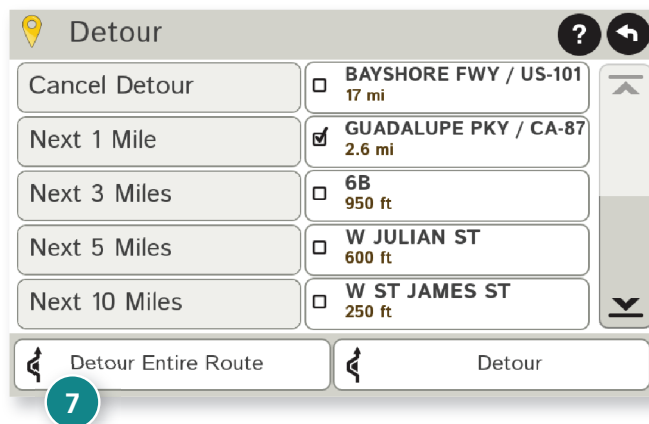 Detour
?
Cancel Detour
BAYSHORE FWY / US-101
17 mi
Next 1 Mile
GUADALUPE PKY / CA-87
2.6 mi
Next 3 Miles
6B
950 ft
Next 5 Miles
W JULIAN ST
600 ft
Next 10 Miles
W ST JAMES ST
250 ft
Detour Entire Route
Detour
7